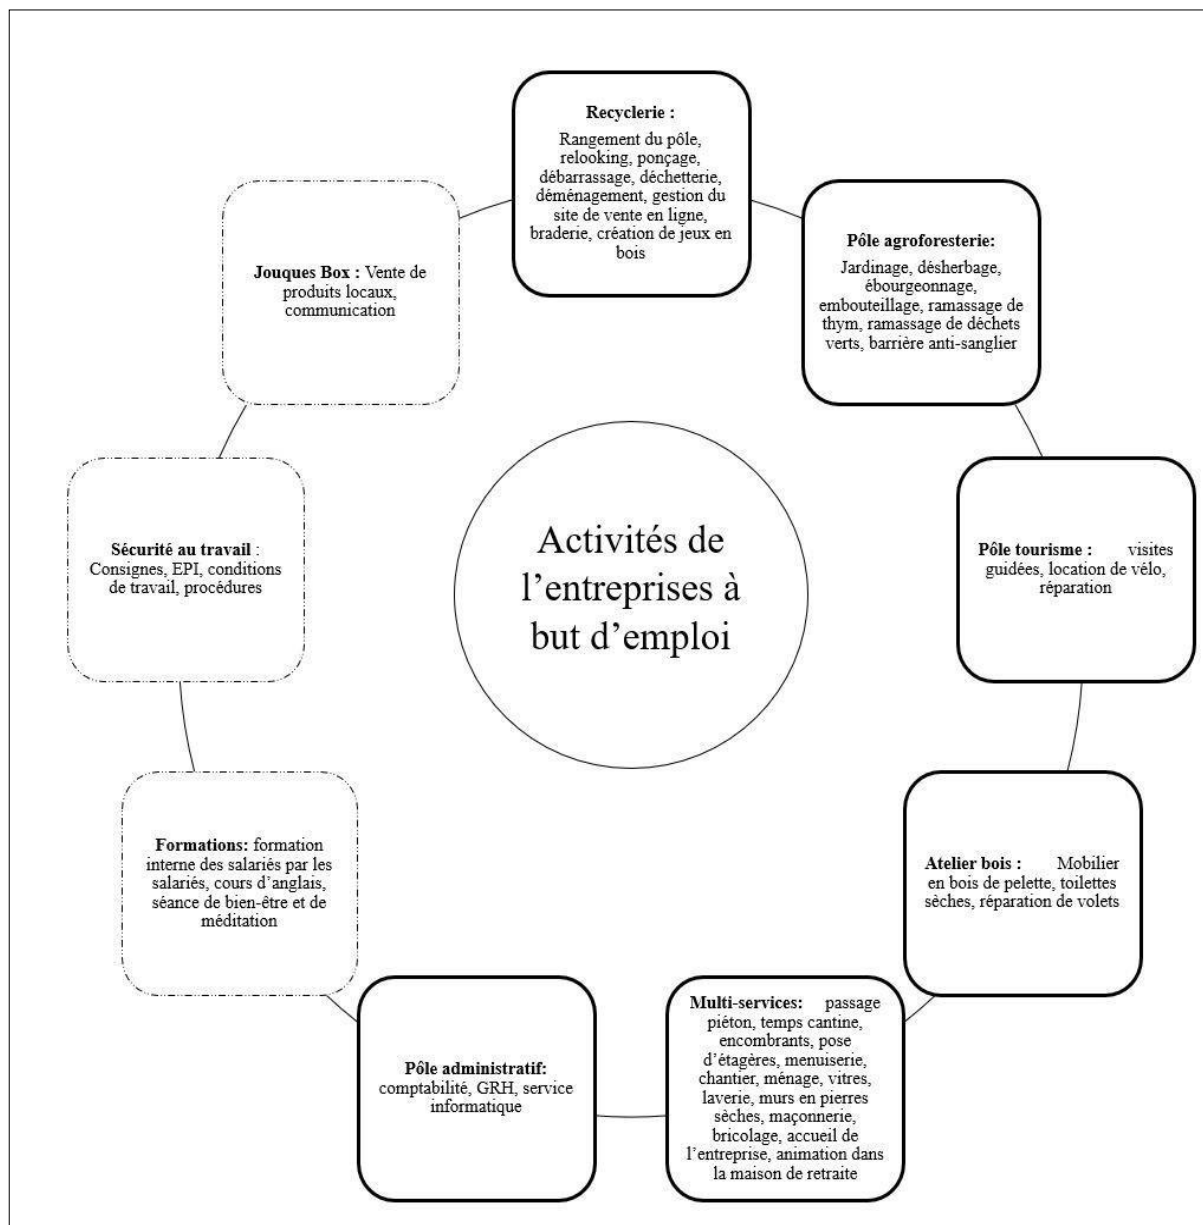 Recyclerie :
Rangement du pôle,
relooking, ponçage,
débarrassage, déchetterie,
déménagement, gestion du
site de vente en ligne,
braderie, création de jeux en
bois
Pôle agroforesterie:
Jardinage, désherbage,
ébourgeonnage,
embouteillage, ramassage de
thym, ramassage de déchets
verts, barrière anti-sanglier
Pôle tourisme : visites
guidées, location de vélo,
réparation
Atelier bois : Mobilier
en bois de pelette, toilettes
sèches, réparation de volets
Multi-services: passage
piéton, temps cantine,
encombrants, pose
d’étagères, menuiserie,
chantier, ménage, vitres,
laverie, murs en pierres
sèches, maçonnerie,
bricolage, accueil de
l’entreprise, animation dans
la maison de retraite
Pôle administratif:
comptabilité, GRH, service
informatique
Formations: formation
interne des salariés par les
salariés, cours d’anglais,
séance de bien-être et de
méditation
Sécurité au travail :
Consignes, EPI, conditions
de travail, procédures
Jouques Box : Vente de
produits locaux,
communication
Activités de
l’entreprises à
but d’emploi